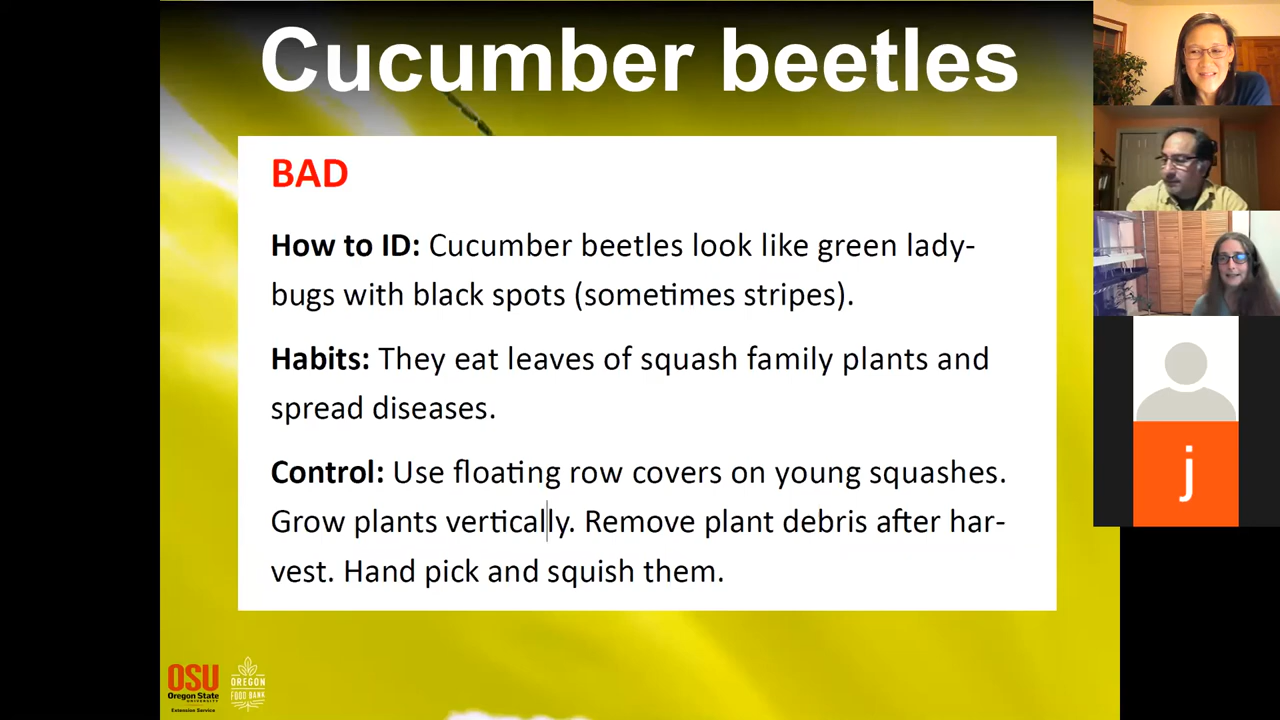 Cucumber beetles
BAD
How to ID: Cucumber beetles look like green lady-
bugs with black spots (sometimes stripes).
Habits: They eat leaves of squash family plants and
spread diseases.
Control: Use floating row covers on young squashes.
Grow plants vertically. Remove plant debris after har-
vest. Hand pick and squish them.
j
OSU
Oregon State
UNIVERSITY
Extension Service
OREGON
FOOD BANK